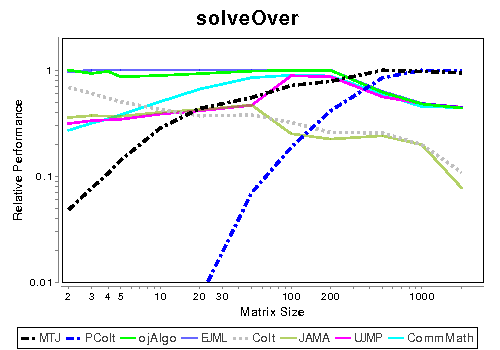 solveOver
Relative Performance
1
0.1
0.01
2 3 4 5 10 20 30 100 200 1000
Matrix Size
MTJ PColt ojAlgo EJML Colt JAMA UJMP CommMath